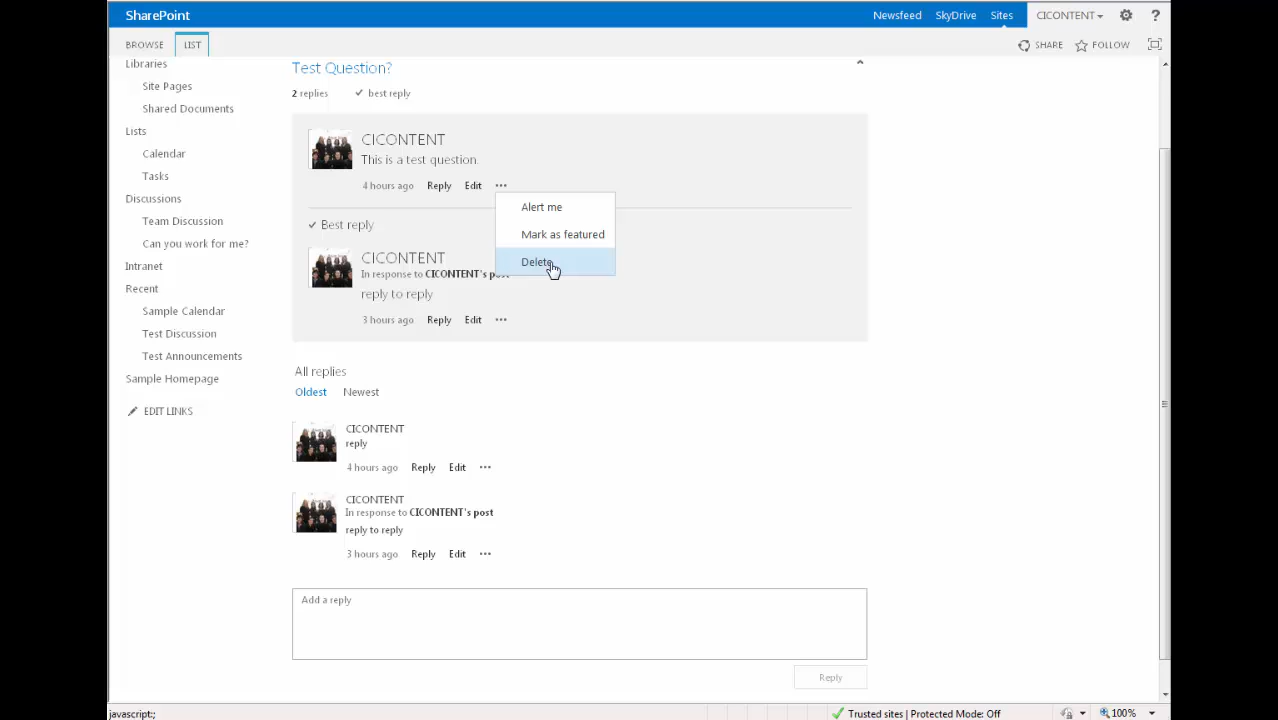 SharePoint
Newsfeed SkyDrive Sites CICONTENT ?
BROWSE LIST
SHARE FOLLOW
Libraries
Site Pages
Shared Documents
Lists
Calendar
Tasks
Discussions
Team Discussion
Can you work for me?
Intranet
Recent
Sample Calendar
Test Discussion
Test Announcements
Sample Homepage
EDIT LINKS
Test Question?
2 replies best reply
CICONTENT
This is a test question.
4 hours ago Reply Edit ···
Alert me
Mark as featured
Delete
Best reply
CICONTENT
In response to CICONTENT's post
reply to reply
3 hours ago Reply Edit ···
All replies
Oldest Newest
CICONTENT
reply
4 hours ago Reply Edit ···
CICONTENT
In response to CICONTENT's post
reply to reply
3 hours ago Reply Edit ···
Add a reply
Reply
javascript:;
Trusted sites | Protected Mode: Off
100%